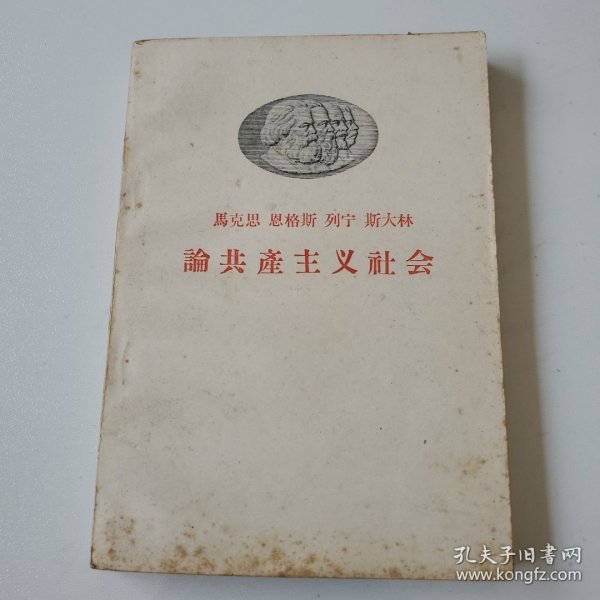 馬克思 恩格斯 列宁 斯大林
論共產主义社会
孔夫子旧书网
www.kongfz.com